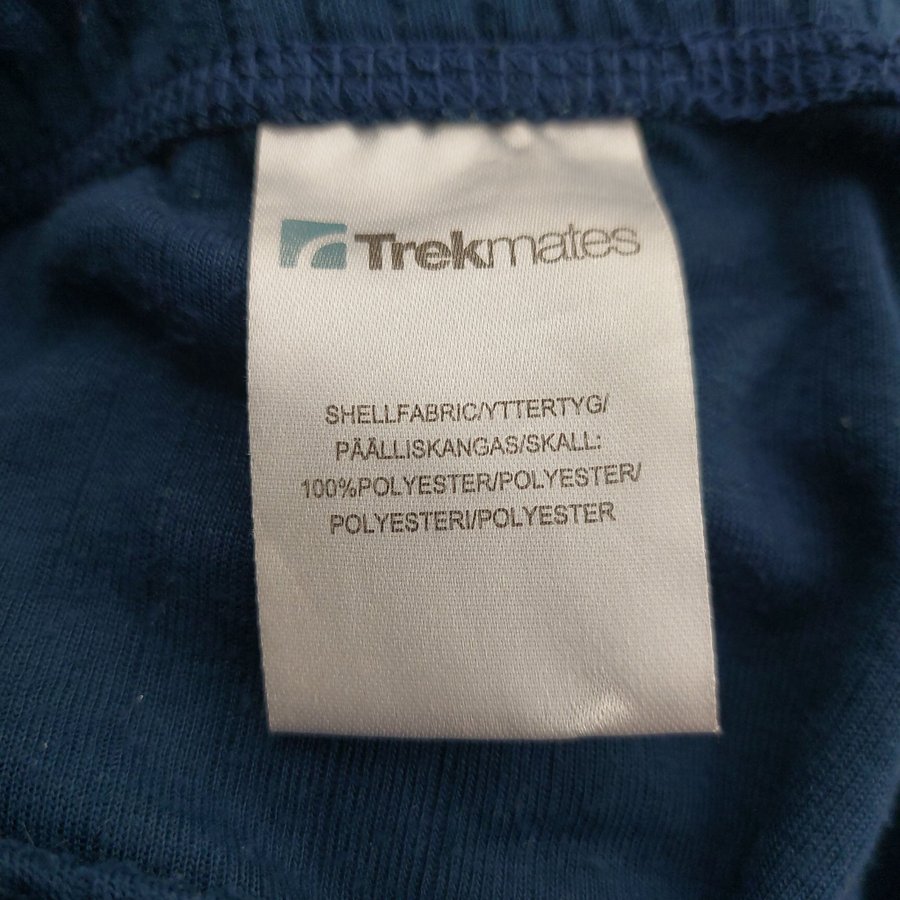 Trekmates
SHELLFABRIC/YTTERTYG/
PÄÄLLISKANGAS/SKALL:
100%POLYESTER/POLYESTER/
POLYESTERI/POLYESTER